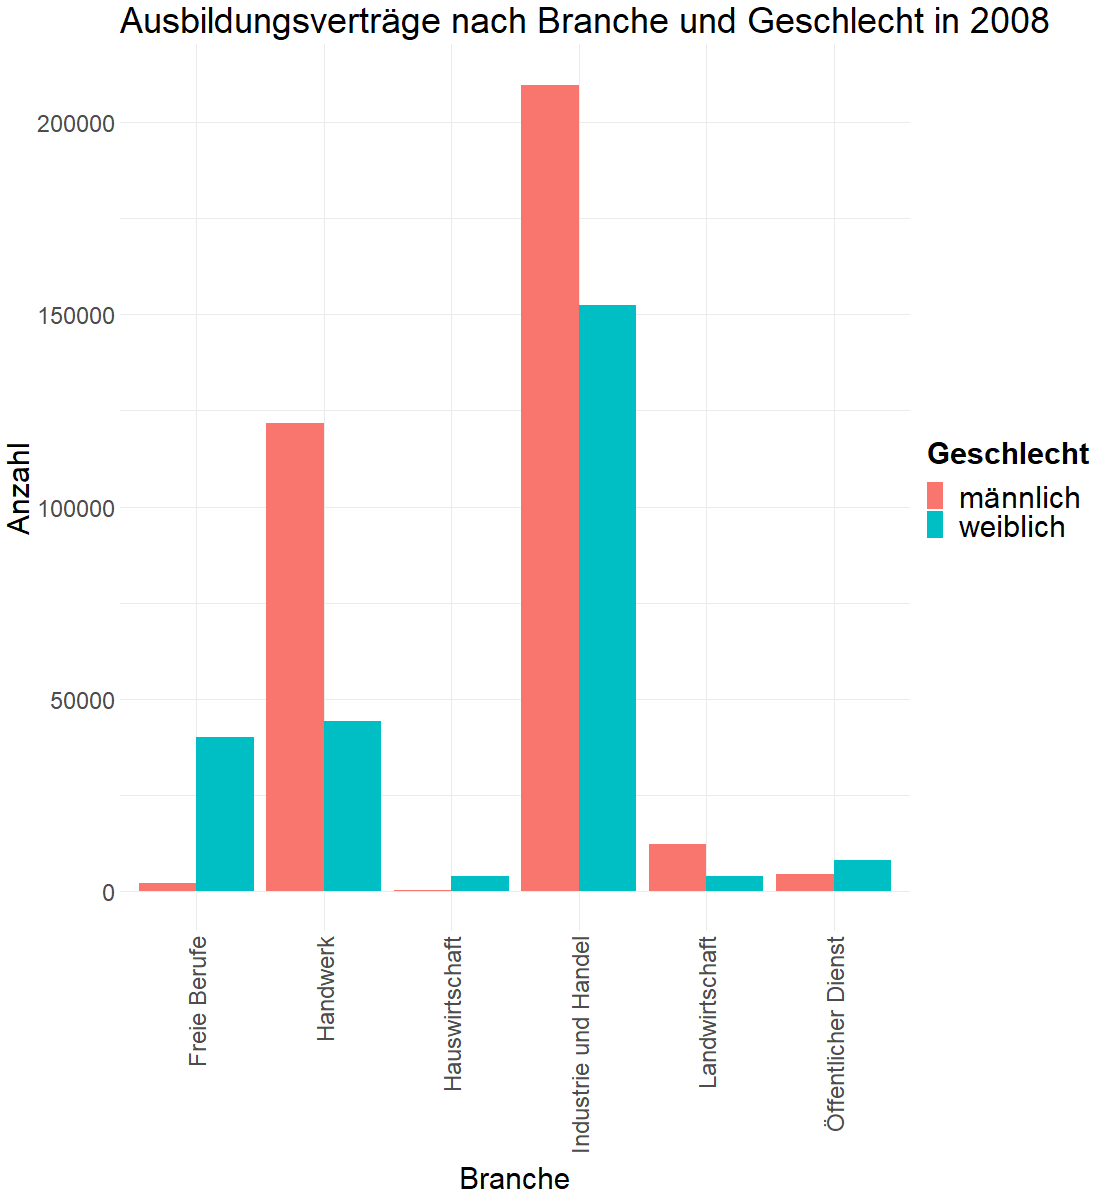 Ausbildungsverträge nach Branche und Geschlecht in 2008
Anzahl
200000
150000
100000
50000
0
Freie Berufe
Handwerk
Hauswirtschaft
Industrie und Handel
Landwirtschaft
Öffentlicher Dienst
Branche
Geschlecht
männlich
weiblich